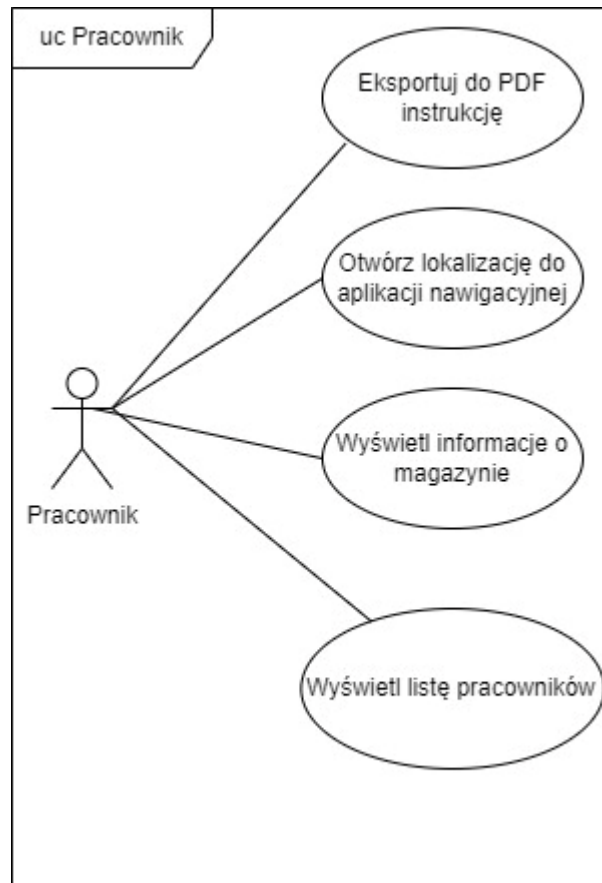 uc Pracownik
Eksportuj do PDF
instrukcję
Otwórz lokalizację do
aplikacji nawigacyjnej
Wyświetl informacje o
magazynie
Pracownik
Wyświetl listę pracowników